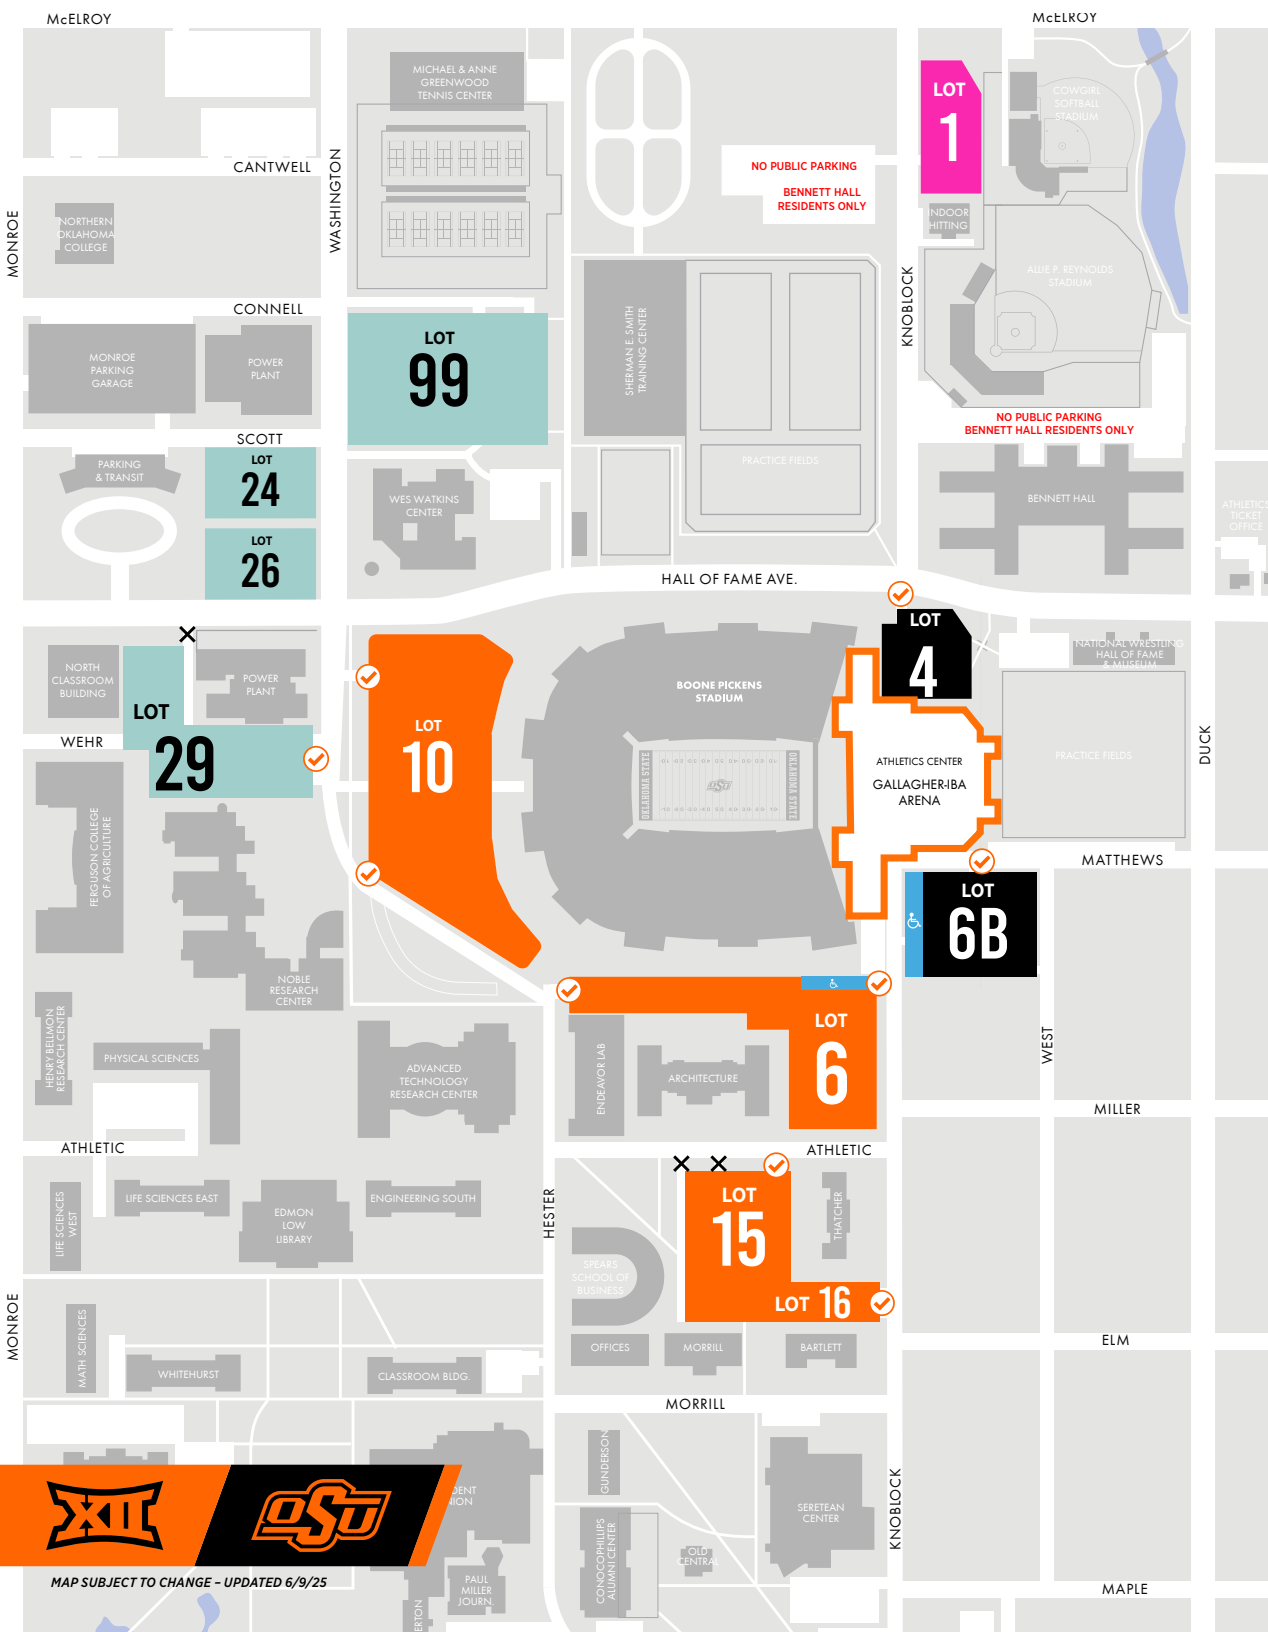 McELROY
McELROY
MICHAEL & ANNE
GREENWOOD
TENNIS CENTER
LOT
1
COWGIRL
SOFTBALL
STADIUM
CANTWELL
WASHINGTON
NO PUBLIC PARKING
BENNETT HALL
RESIDENTS ONLY
MONROE
NORTHERN
OKLAHOMA
COLLEGE
INDOOR
HITTING
ALLIE P. REYNOLDS
STADIUM
KNOBLOCK
CONNELL
MONROE
PARKING
GARAGE
POWER
PLANT
LOT
99
SHERMAN E. SMITH
TRAINING CENTER
NO PUBLIC PARKING
BENNETT HALL RESIDENTS ONLY
SCOTT
PARKING
& TRANSIT
LOT
24
PRACTICE FIELDS
WES WATKINS
CENTER
BENNETT HALL
ATHLETICS
TICKET
OFFICE
LOT
26
HALL OF FAME AVE.
LOT
4
NATIONAL WRESTLING
HALL OF FAME
& MUSEUM
NORTH
CLASSROOM
BUILDING
POWER
PLANT
BOONE PICKENS
STADIUM
LOT
29
WEHR
LOT
10
OKLAHOMA STATE
OSU
OKLAHOMA STATE
ATHLETICS CENTER
GALLAGHER-IBA
ARENA
PRACTICE FIELDS
DUCK
FERGUSON COLLEGE
OF AGRICULTURE
MATTHEWS
LOT
6B
NOBLE
RESEARCH
CENTER
HENRY BELLMON
RESEARCH CENTER
PHYSICAL SCIENCES
ADVANCED
TECHNOLOGY
RESEARCH CENTER
ENDEAVOR LAB
ARCHITECTURE
LOT
6
WEST
MILLER
ATHLETIC
ATHLETIC
LIFE SCIENCES
WEST
LIFE SCIENCES EAST
EDMON
LOW
LIBRARY
ENGINEERING SOUTH
HESTER
LOT
15
THATCHER
SPEARS
SCHOOL OF
BUSINESS
LOT 16
MONROE
MATH SCIENCES
WHITEHURST
CLASSROOM BLDG.
OFFICES
MORRILL
BARTLETT
ELM
MORRILL
GUNDERSON
DENT
NION
SERETEAN
CENTER
KNOBLOCK
XII
OSU
CONOCOPHILLIPS
ALUMNI CENTER
OLD
CENTRAL
MAP SUBJECT TO CHANGE – UPDATED 6/9/25
PAUL
MILLER
JOURN.
ERTON
MAPLE